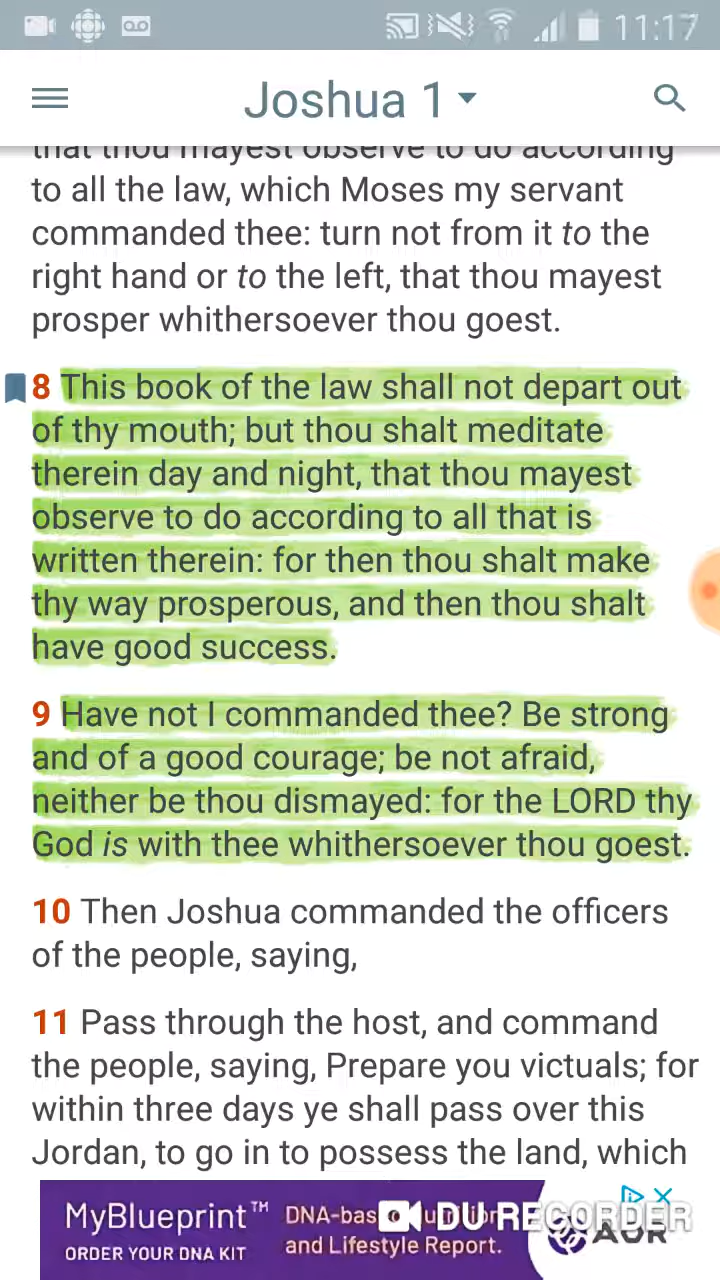 11:17
Joshua 1
that thou mayest observe to do according
to all the law, which Moses my servant
commanded thee: turn not from it to the
right hand or to the left, that thou mayest
prosper whithersoever thou goest.
8 This book of the law shall not depart out
of thy mouth; but thou shalt meditate
therein day and night, that thou mayest
observe to do according to all that is
written therein: for then thou shalt make
thy way prosperous, and then thou shalt
have good success.
9 Have not I commanded thee? Be strong
and of a good courage; be not afraid,
neither be thou dismayed: for the LORD thy
God is with thee whithersoever thou goest.
10 Then Joshua commanded the officers
of the people, saying,
11 Pass through the host, and command
the people, saying, Prepare you victuals; for
within three days ye shall pass over this
Jordan, to go in to possess the land, which
MyBlueprint™
ORDER YOUR DNA KIT
and Lifestyle Report.
DU RECORDER
AOR